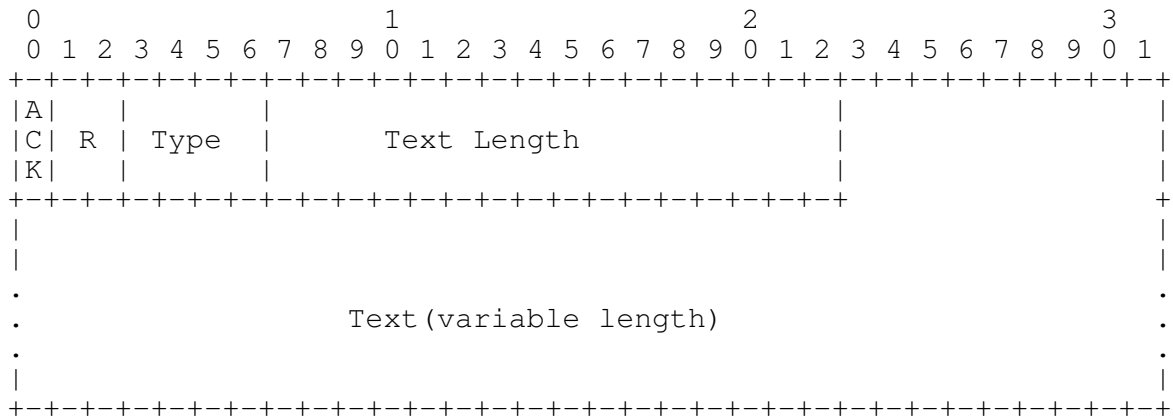 0                   1                   2                   3
 0 1 2 3 4 5 6 7 8 9 0 1 2 3 4 5 6 7 8 9 0 1 2 3 4 5 6 7 8 9 0 1
+-+-+-+-+-+-+-+-+-+-+-+-+-+-+-+-+-+-+-+-+-+-+-+-+-+-+-+-+-+-+-+-+
|A|   |       |                               |                 |
|C| R | Type  |      Text Length              |                 |
|K|   |       |                               |                 |
+-+-+-+-+-+-+-+-+-+-+-+-+-+-+-+-+-+-+-+-+-+-+-+                 +
|                                                               |
|                                                               |
.                                                               .
.                  Text(variable length)                        .
.                                                               .
|                                                               |
+-+-+-+-+-+-+-+-+-+-+-+-+-+-+-+-+-+-+-+-+-+-+-+-+-+-+-+-+-+-+-+-+